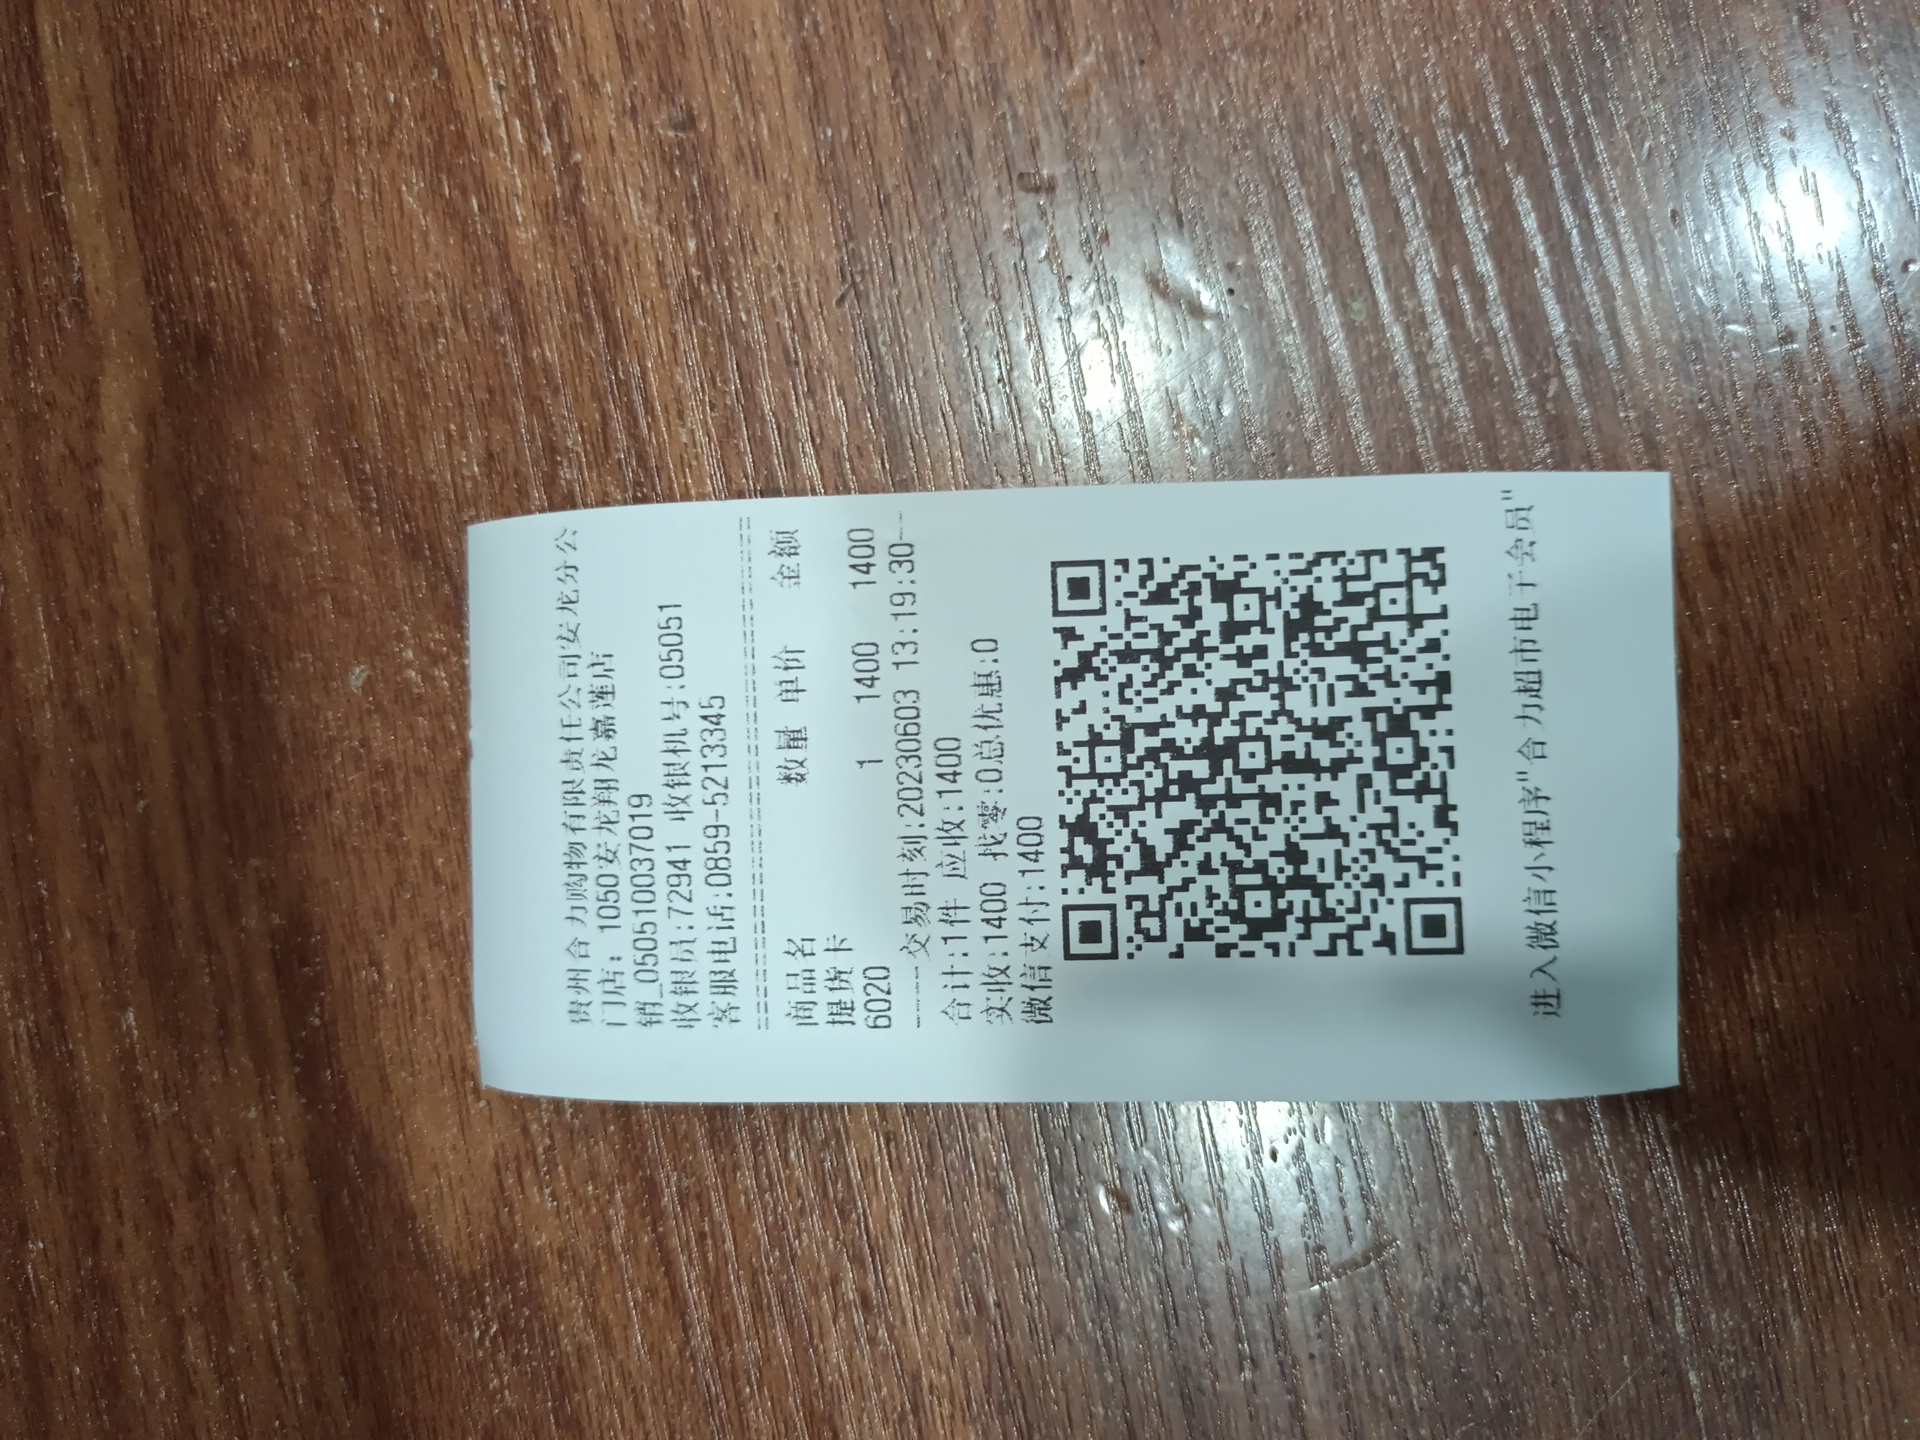 贵州合力购物有限责任公司安龙分公
门店: 1050安龙翔龙嘉莲店
销_050510037019
收银员:72941 收银机号:05051
客服电话:0859-5213345
商品名 数量 单价 金额
提货卡
6020 1 1400 1400
----交易时刻:20230603 13:19:30--
合计:1件 应收:1400
实收:1400 找零:0总优惠:0
微信支付:1400
进入微信小程序"合力超市电子会员"